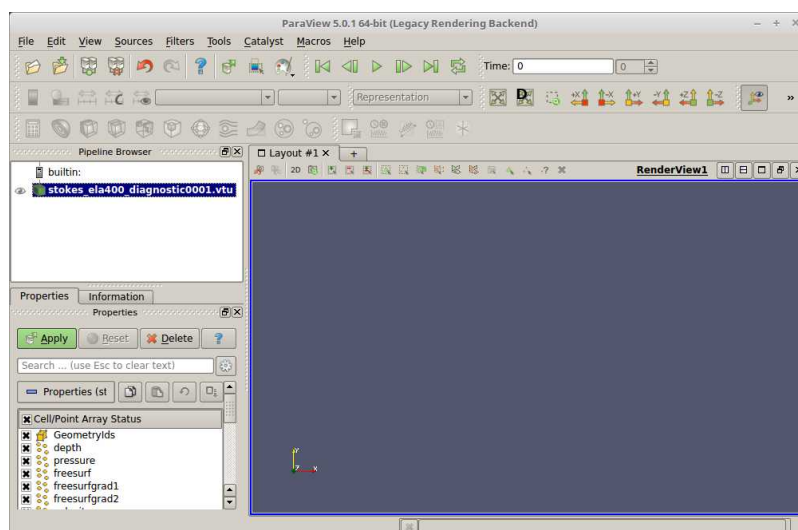 ParaView 5.0.1 64-bit (Legacy Rendering Backend)
File Edit View Sources Filters Tools Catalyst Macros Help
Time: 0 0
Representation
+X -X +Y -Y +Z -Z
»
Pipeline Browser
Layout #1
builtin:
2D
RenderView1
stokes_ela400_diagnostic0001.vtu
Properties Information
Properties
Apply Reset Delete ?
Search ... (use Esc to clear text)
Properties (st
Cell/Point Array Status
GeometryIds
depth
pressure
freesurf
freesurfgrad1
freesurfgrad2
Y
Z X